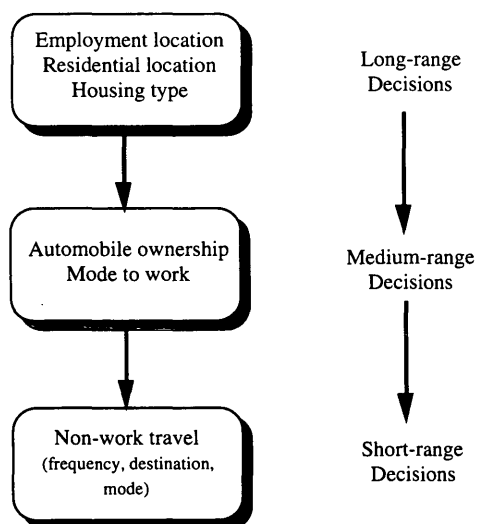 Employment location
Residential location
Housing type
Long-range
Decisions
Automobile ownership
Mode to work
Medium-range
Decisions
Non-work travel
(frequency, destination,
mode)
Short-range
Decisions